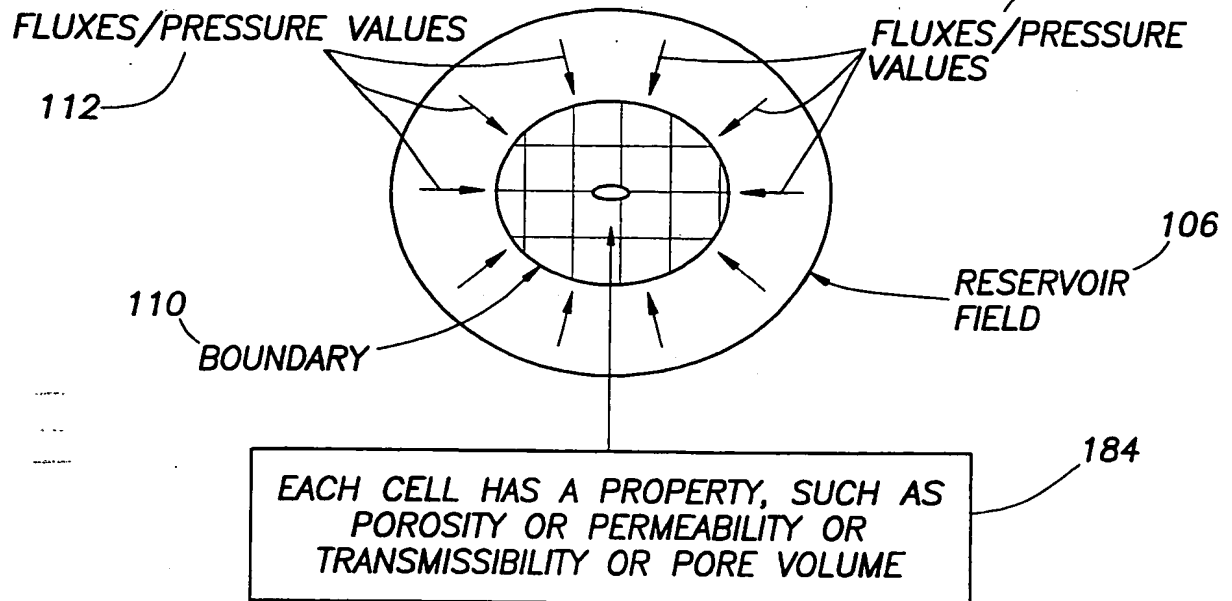 FLUXES/PRESSURE VALUES
FLUXES/PRESSURE
VALUES
112
106
RESERVOIR
FIELD
110
BOUNDARY
184
EACH CELL HAS A PROPERTY, SUCH AS
POROSITY OR PERMEABILITY OR
TRANSMISSIBILITY OR PORE VOLUME